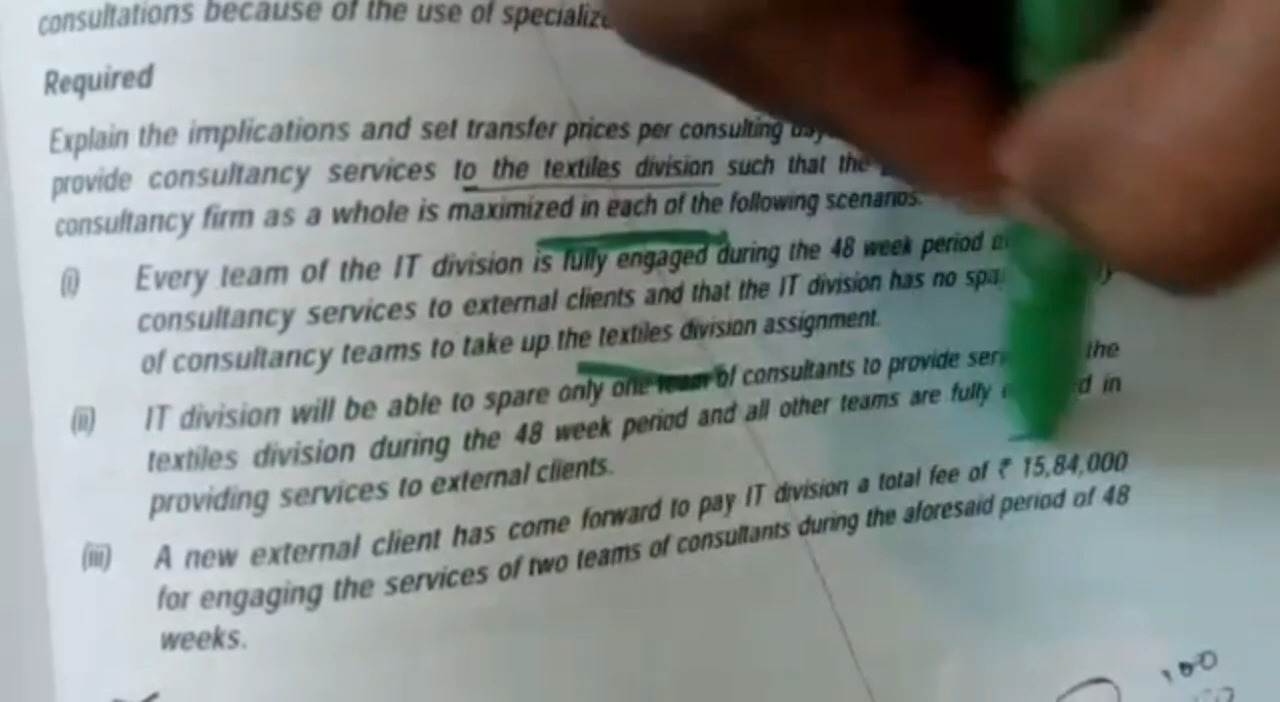 consultations because of the use of
Required
Explain the implications and set transfer prices per consulting
provide consultancy services to the textiles division such that the
consultancy firm as a whole is maximized in each of the following scenarios.
(i) Every team of the IT division is fully engaged during the 48 week period
consultancy services to external clients and that the IT division has no
of consultancy teams to take up the textiles division assignment.
(ii) IT division will be able to spare only one team of consultants to provide the
textiles division during the 48 week period and all other teams are fully in
providing services to external clients.
(iii) A new external client has come forward to pay IT division a total fee of ₹ 15,84,000
for engaging the services of two teams of consultants during the aforesaid period of 48
weeks.
100